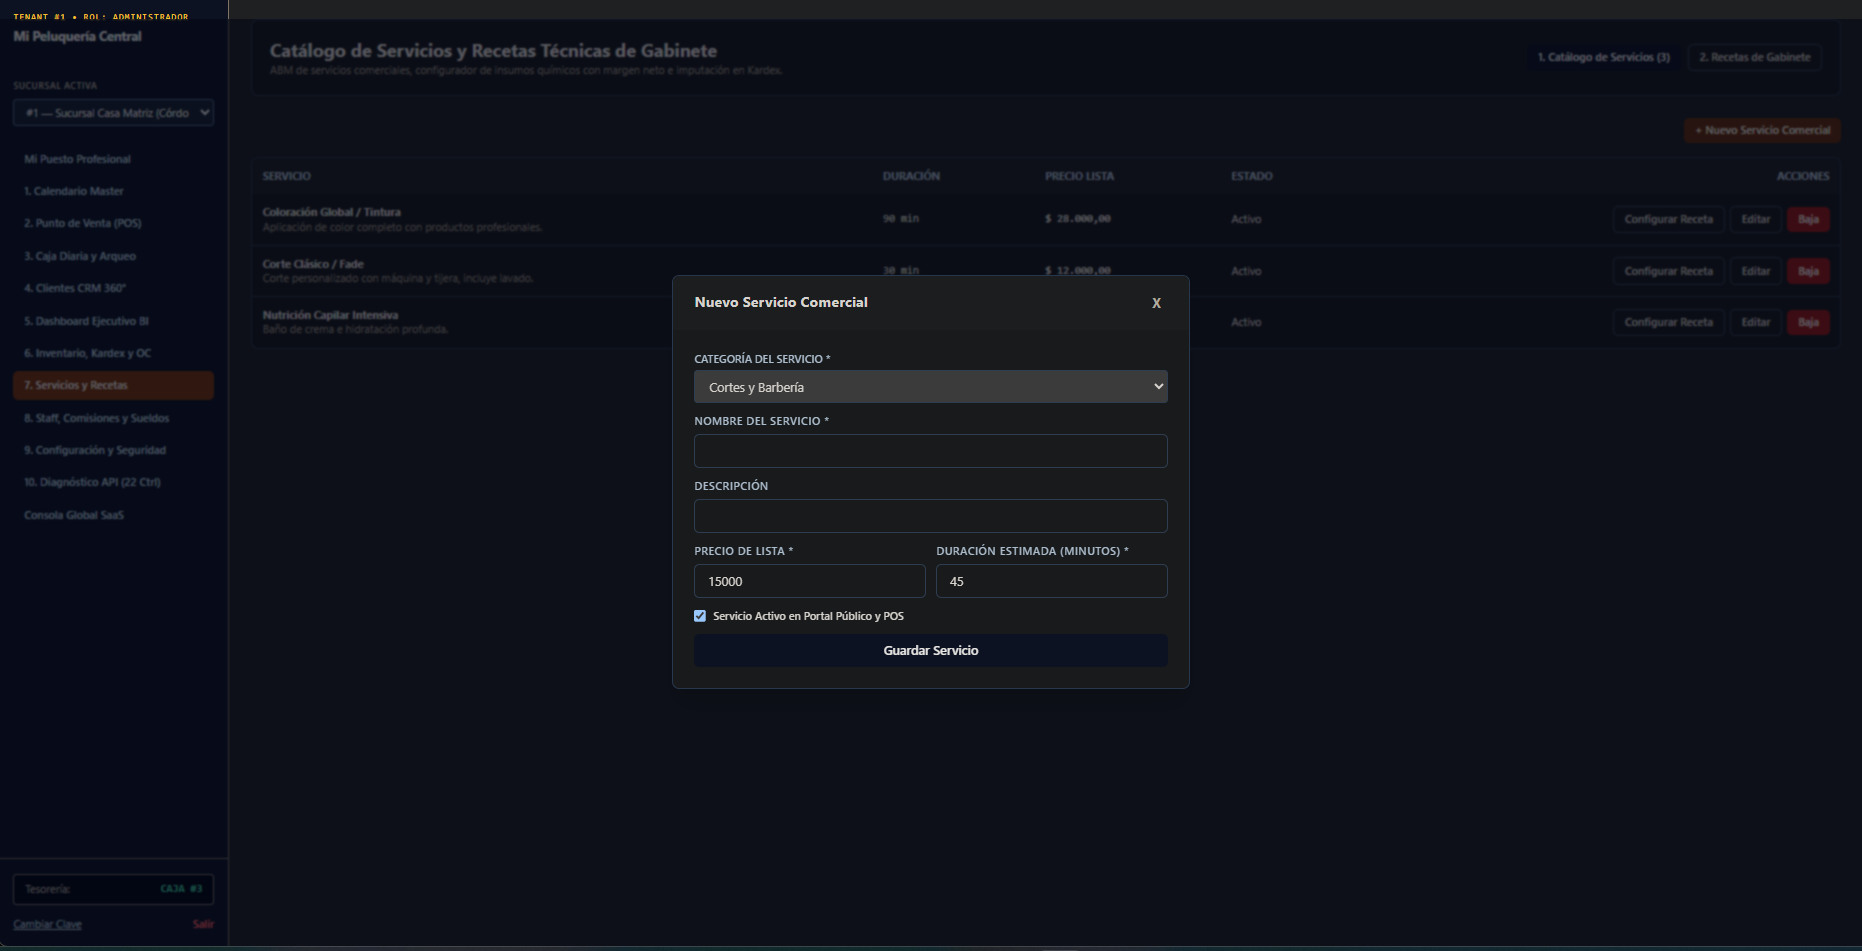 TENANT #1 • ROL: ADMINISTRADOR
Mi Peluquería Central
SUCURSAL ACTIVA
#1 — Sucursal Casa Matriz (Córdo
Mi Puesto Profesional
1. Calendario Master
2. Punto de Venta (POS)
3. Caja Diaria y Arqueo
4. Clientes CRM 360°
5. Dashboard Ejecutivo BI
6. Inventario, Kardex y OC
7. Servicios y Recetas
8. Staff, Comisiones y Sueldos
9. Configuración y Seguridad
10. Diagnóstico API (22 Ctrl)
Consola Global SaaS
Tesorería: CAJA #3
Cambiar Clave Salir
Catálogo de Servicios y Recetas Técnicas de Gabinete
ABM de servicios comerciales, configurador de insumos químicos con margen neto e imputación en Kardex.
1. Catálogo de Servicios (3) 2. Recetas de Gabinete
+ Nuevo Servicio Comercial
SERVICIO DURACIÓN PRECIO LISTA ESTADO ACCIONES
Coloración Global / Tintura
Aplicación de color completo con productos profesionales.
90 min $ 28.000,00 Activo Configurar Receta Editar Baja
Corte Clásico / Fade
Corte personalizado con máquina y tijera, incluye lavado.
30 min $ 12.000,00 Activo Configurar Receta Editar Baja
Nutrición Capilar Intensiva
Baño de crema e hidratación profunda.
Activo Configurar Receta Editar Baja
Nuevo Servicio Comercial X
CATEGORÍA DEL SERVICIO *
Cortes y Barbería
NOMBRE DEL SERVICIO *
DESCRIPCIÓN
PRECIO DE LISTA * DURACIÓN ESTIMADA (MINUTOS) *
15000 45
Servicio Activo en Portal Público y POS
Guardar Servicio